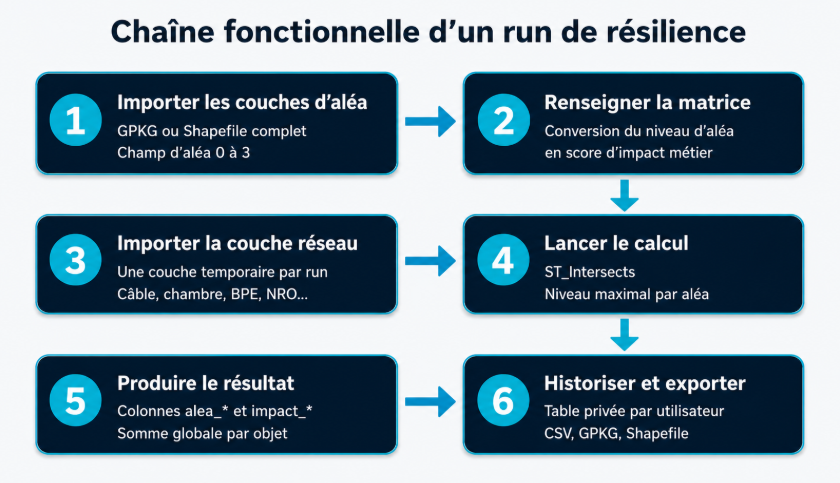 Chaîne fonctionnelle d’un run de résilience
1
Importer les couches d’aléa
GPKG ou Shapefile complet
Champ d’aléa 0 à 3
2
Renseigner la matrice
Conversion du niveau d’aléa
en score d’impact métier
3
Importer la couche réseau
Une couche temporaire par run
Câble, chambre, BPE, NRO...
4
Lancer le calcul
ST_Intersects
Niveau maximal par aléa
5
Produire le résultat
Colonnes alea_* et impact_*
Somme globale par objet
6
Historiser et exporter
Table privée par utilisateur
CSV, GPKG, Shapefile